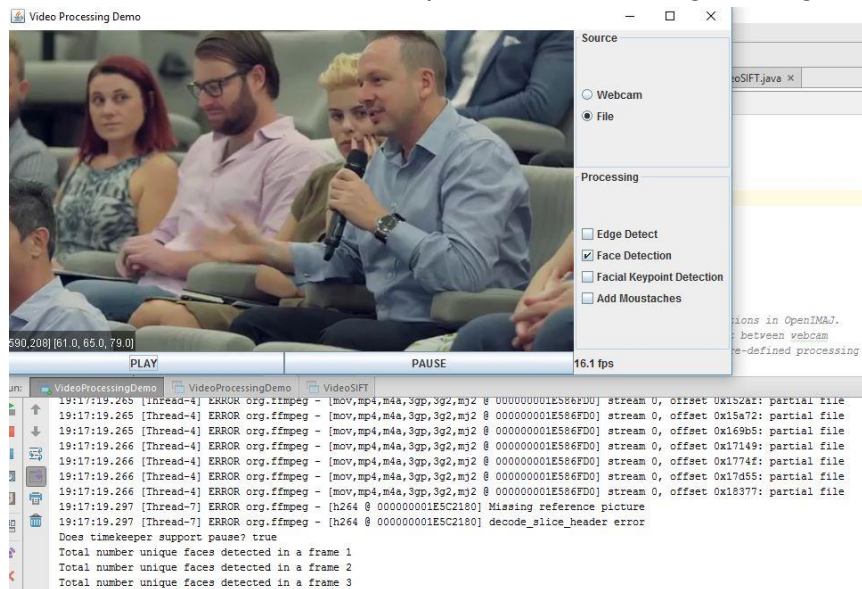 Video Processing Demo
Source
eoSIFT.java ×
Webcam
File
Processing
Edge Detect
Face Detection
Facial Keypoint Detection
Add Moustaches
tions in OpenIMAJ.
between webcam
re-defined processing
590,208] [61.0, 65.0, 79.0]
PLAY
PAUSE
16.1 fps
un:
VideoProcessingDemo
VideoProcessingDemo
VideoSIFT
19:17:19.265 [Thread-4] ERROR org.ffmpeg - [mov,mp4,m4a,3gp,3g2,mj2 @ 000000001E586FD0] stream 0, offset 0x152af: partial file
19:17:19.265 [Thread-4] ERROR org.ffmpeg - [mov,mp4,m4a,3gp,3g2,mj2 @ 000000001E586FD0] stream 0, offset 0x15a72: partial file
19:17:19.265 [Thread-4] ERROR org.ffmpeg - [mov,mp4,m4a,3gp,3g2,mj2 @ 000000001E586FD0] stream 0, offset 0x169b5: partial file
19:17:19.266 [Thread-4] ERROR org.ffmpeg - [mov,mp4,m4a,3gp,3g2,mj2 @ 000000001E586FD0] stream 0, offset 0x17149: partial file
19:17:19.266 [Thread-4] ERROR org.ffmpeg - [mov,mp4,m4a,3gp,3g2,mj2 @ 000000001E586FD0] stream 0, offset 0x1774f: partial file
19:17:19.266 [Thread-4] ERROR org.ffmpeg - [mov,mp4,m4a,3gp,3g2,mj2 @ 000000001E586FD0] stream 0, offset 0x17d55: partial file
19:17:19.266 [Thread-4] ERROR org.ffmpeg - [mov,mp4,m4a,3gp,3g2,mj2 @ 000000001E586FD0] stream 0, offset 0x18377: partial file
19:17:19.297 [Thread-7] ERROR org.ffmpeg - [h264 @ 000000001E5C2180] Missing reference picture
19:17:19.297 [Thread-7] ERROR org.ffmpeg - [h264 @ 000000001E5C2180] decode_slice_header error
Does timekeeper support pause? true
Total number unique faces detected in a frame 1
Total number unique faces detected in a frame 2
Total number unique faces detected in a frame 3